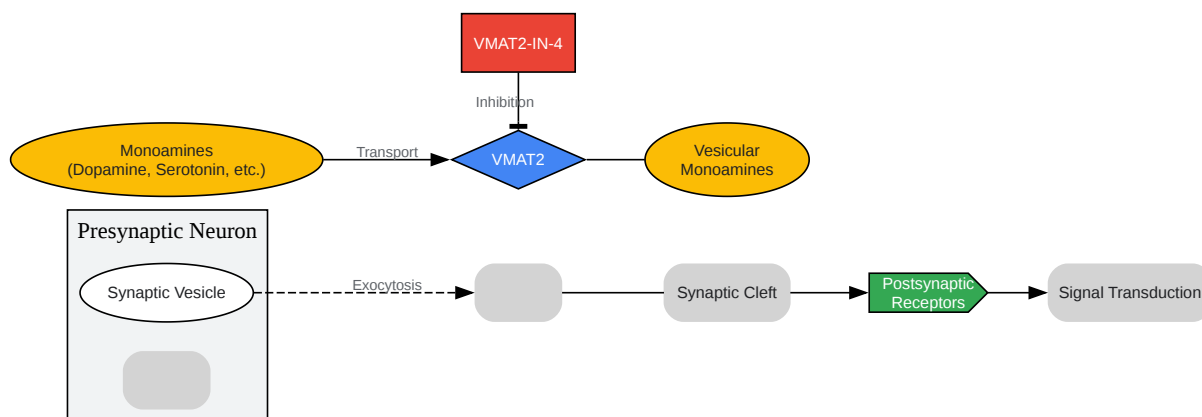 VMAT2-IN-4
Inhibition
Monoamines
(Dopamine, Serotonin, etc.)
Transport
VMAT2
Vesicular
Monoamines
Presynaptic Neuron
Synaptic Vesicle
Exocytosis
Synaptic Cleft
Postsynaptic
Receptors
Signal Transduction